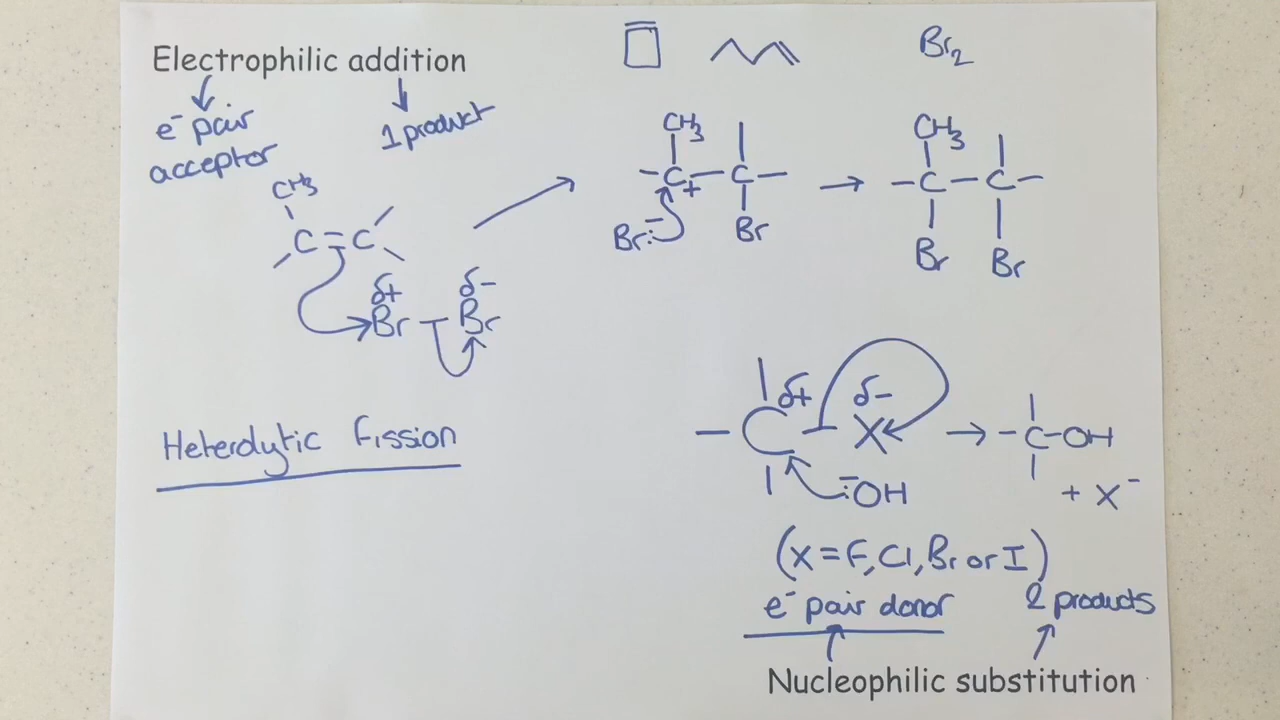 Electrophilic addition
e⁻ pair
acceptor
1 product
Br₂
CH₃
C = C
δ+ δ-
Br - Br
CH₃
- C - C -
+
Br:⁻
Br
→
CH₃
- C - C -
Br Br
Heterolytic fission
δ+ δ-
- C - X → - C - OH
⁻:OH
+ X⁻
(X = F, Cl, Br or I)
e⁻ pair donor
2 products
Nucleophilic substitution